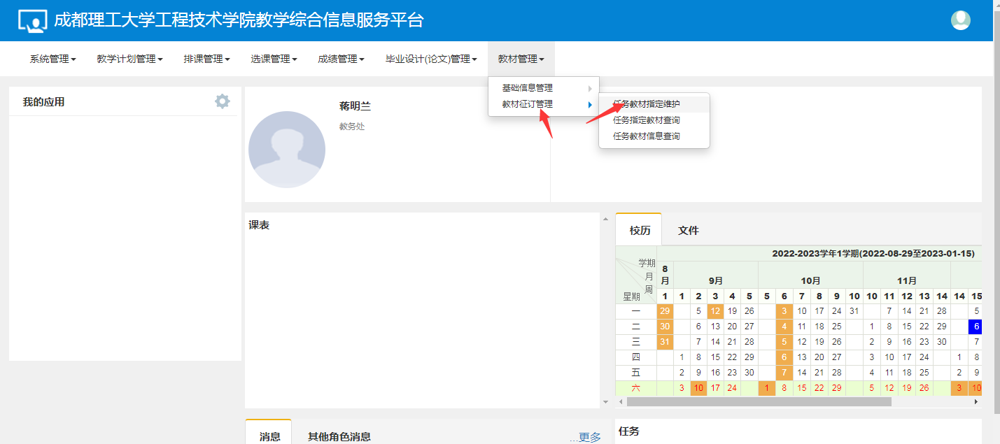 成都理工大学工程技术学院教学综合信息服务平台
系统管理 教学计划管理 排课管理 选课管理 成绩管理 毕业设计(论文)管理 教材管理
基础信息管理
教材征订管理
任务教材指定维护
任务指定教材查询
任务教材信息查询
我的应用
蒋明兰
教务处
课表
校历 文件
2022-2023学年1学期(2022-08-29至2023-01-15)
学期
月
周
星期
8月 9月 10月 11月
1 1 2 3 4 5 5 6 7 8 9 10 10 11 12 13 14 14 15
一 29 5 12 19 26 3 10 17 24 31 7 14 21 28 5
二 30 6 13 20 27 4 11 18 25 1 8 15 22 29 6
三 31 7 14 21 28 5 12 19 26 2 9 16 23 30 7
四 1 8 15 22 29 6 13 20 27 3 10 17 24 1 8
五 2 9 16 23 30 7 14 21 28 4 11 18 25 2 9
六 3 10 17 24 1 8 15 22 29 5 12 19 26 3 10
消息 其他角色消息 ...更多
任务